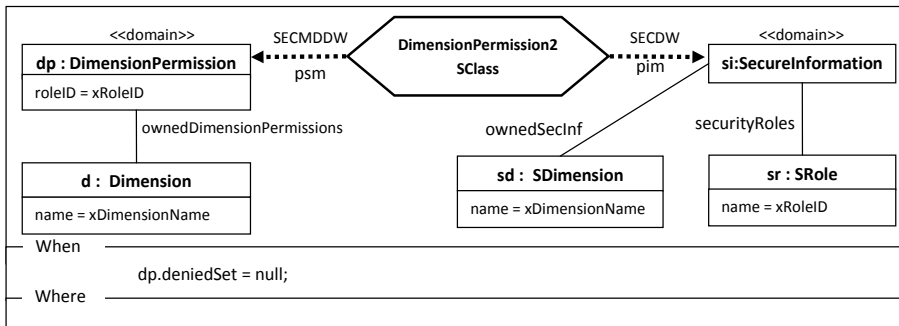 <<domain>>
dp : DimensionPermission
roleID = xRoleID
ownedDimensionPermissions
d : Dimension
name = xDimensionName
SECMDDW
psm
DimensionPermission2
SClass
SECDW
pim
<<domain>>
si:SecureInformation
ownedSecInf
securityRoles
sd : SDimension
name = xDimensionName
sr : SRole
name = xRoleID
When
dp.deniedSet = null;
Where